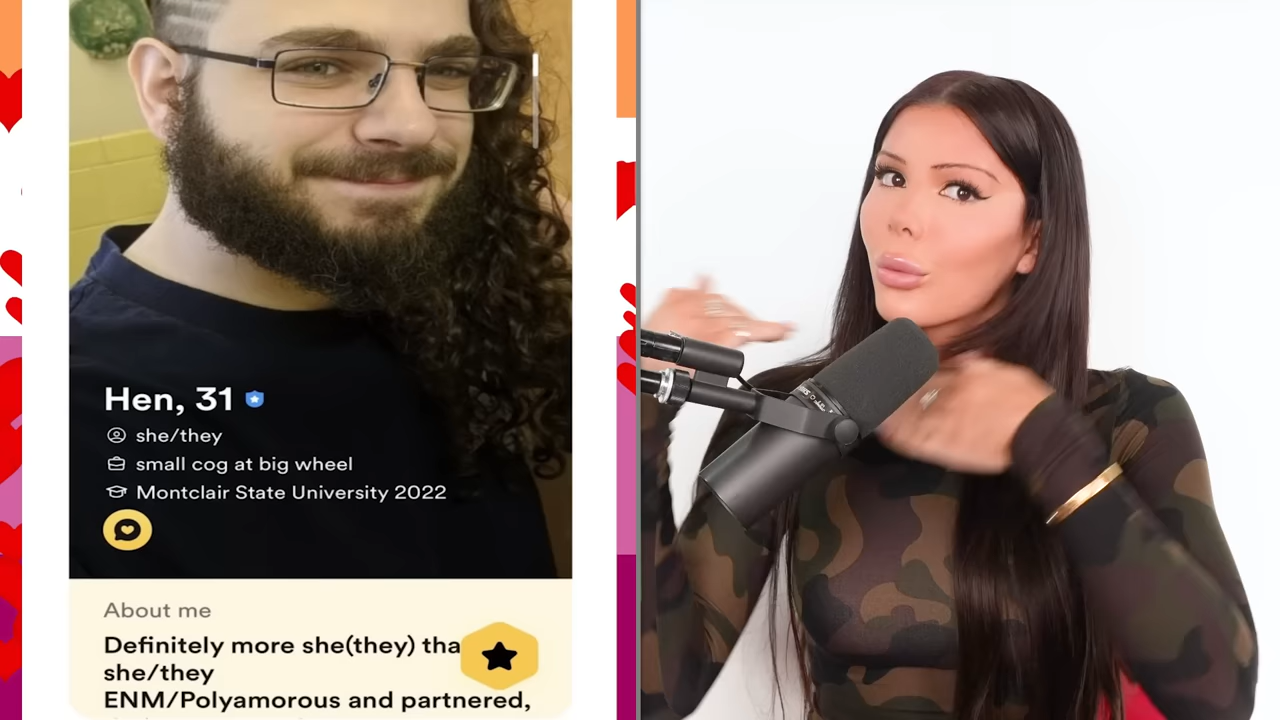 Hen, 31
she/they
small cog at big wheel
Montclair State University 2022
About me
Definitely more she(they) tha
she/they
ENM/Polyamorous and partnered,